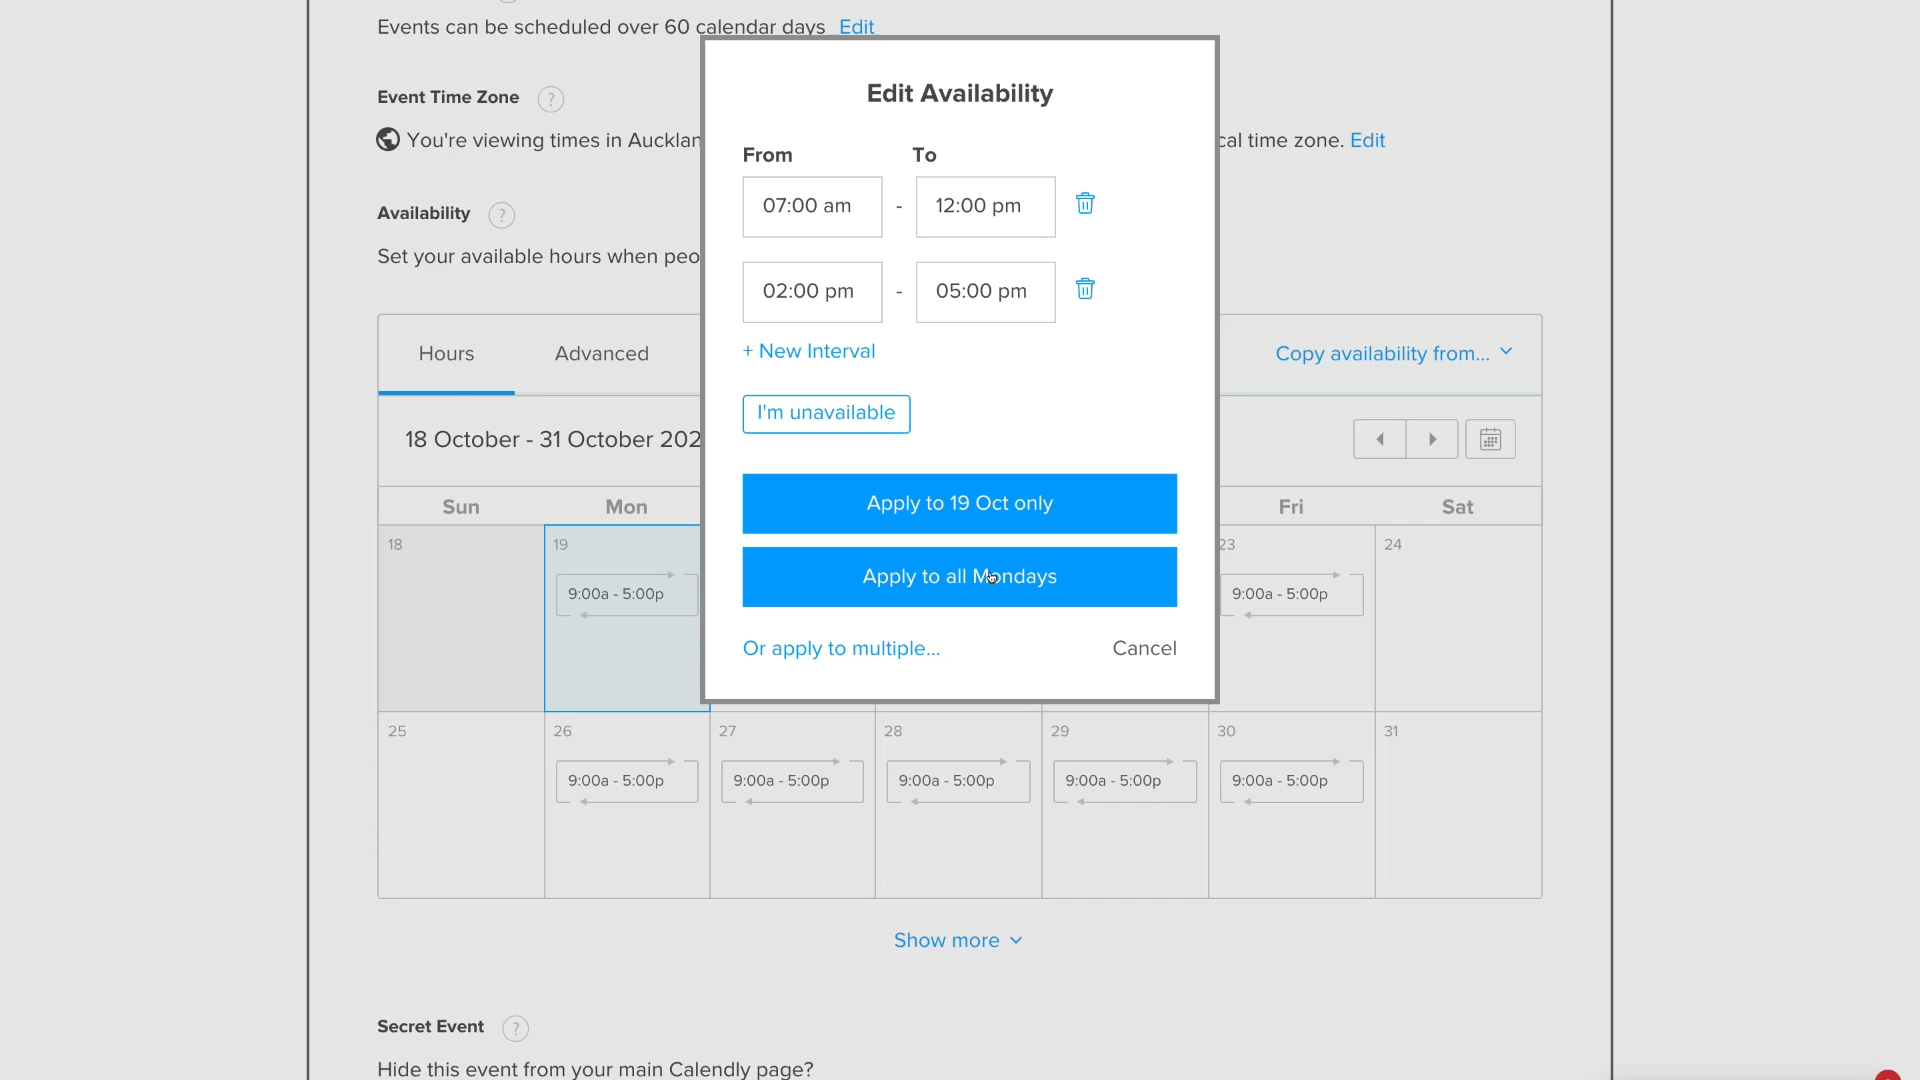 Events can be scheduled over 60 calendar days Edit
Edit Availability
Event Time Zone ?
You're viewing times in Aucklan
cal time zone. Edit
From To
07:00 am - 12:00 pm
Availability ?
Set your available hours when peo
02:00 pm - 05:00 pm
+ New Interval
Hours Advanced
Copy availability from...
I'm unavailable
18 October - 31 October 202
Apply to 19 Oct only
Sun Mon Fri Sat
18 19 23 24
Apply to all Mondays
9:00a - 5:00p 9:00a - 5:00p
Or apply to multiple... Cancel
25 26 27 28 29 30 31
9:00a - 5:00p 9:00a - 5:00p 9:00a - 5:00p 9:00a - 5:00p 9:00a - 5:00p
Show more
Secret Event ?
Hide this event from your main Calendly page?